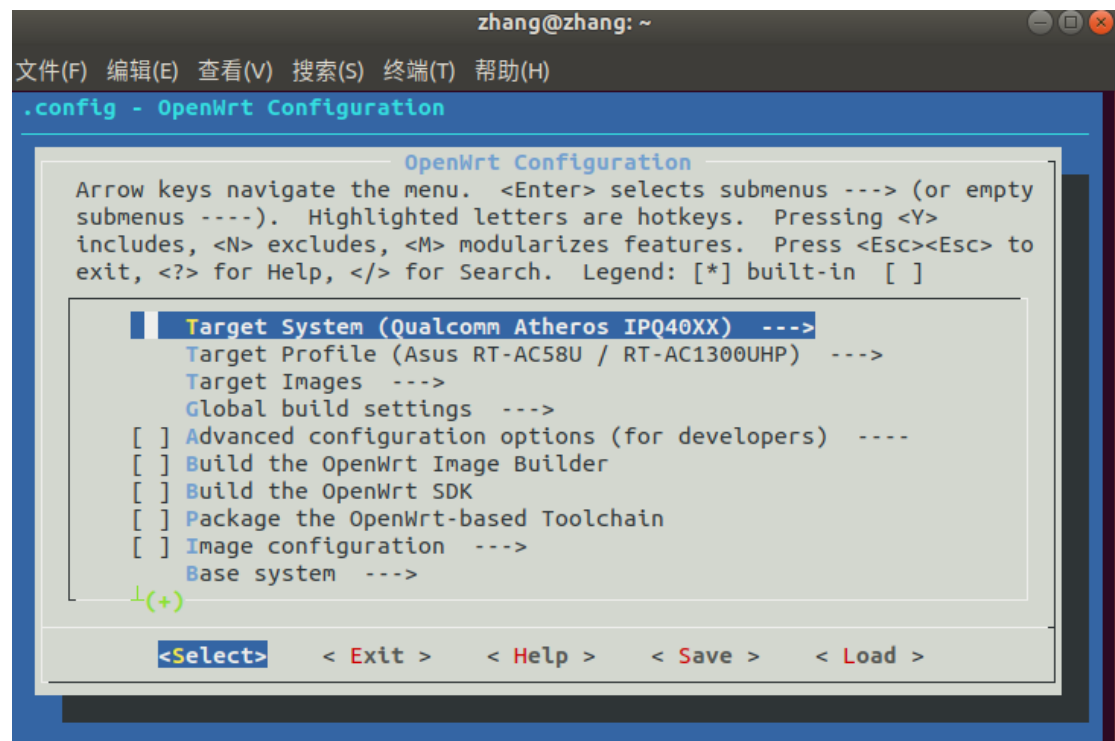 zhang@zhang: ~
文件(F) 编辑(E) 查看(V) 搜索(S) 终端(T) 帮助(H)
.config - OpenWrt Configuration
OpenWrt Configuration
Arrow keys navigate the menu.  <Enter> selects submenus ---> (or empty
submenus ----).  Highlighted letters are hotkeys.  Pressing <Y>
includes, <N> excludes, <M> modularizes features.  Press <Esc><Esc> to
exit, <?> for Help, </> for Search.  Legend: [*] built-in  [ ]
Target System (Qualcomm Atheros IPQ40XX)  --->
Target Profile (Asus RT-AC58U / RT-AC1300UHP)  --->
Target Images  --->
Global build settings  --->
[ ] Advanced configuration options (for developers)  ----
[ ] Build the OpenWrt Image Builder
[ ] Build the OpenWrt SDK
[ ] Package the OpenWrt-based Toolchain
[ ] Image configuration  --->
Base system  --->
┴(+)
<Select>    < Exit >    < Help >    < Save >    < Load >